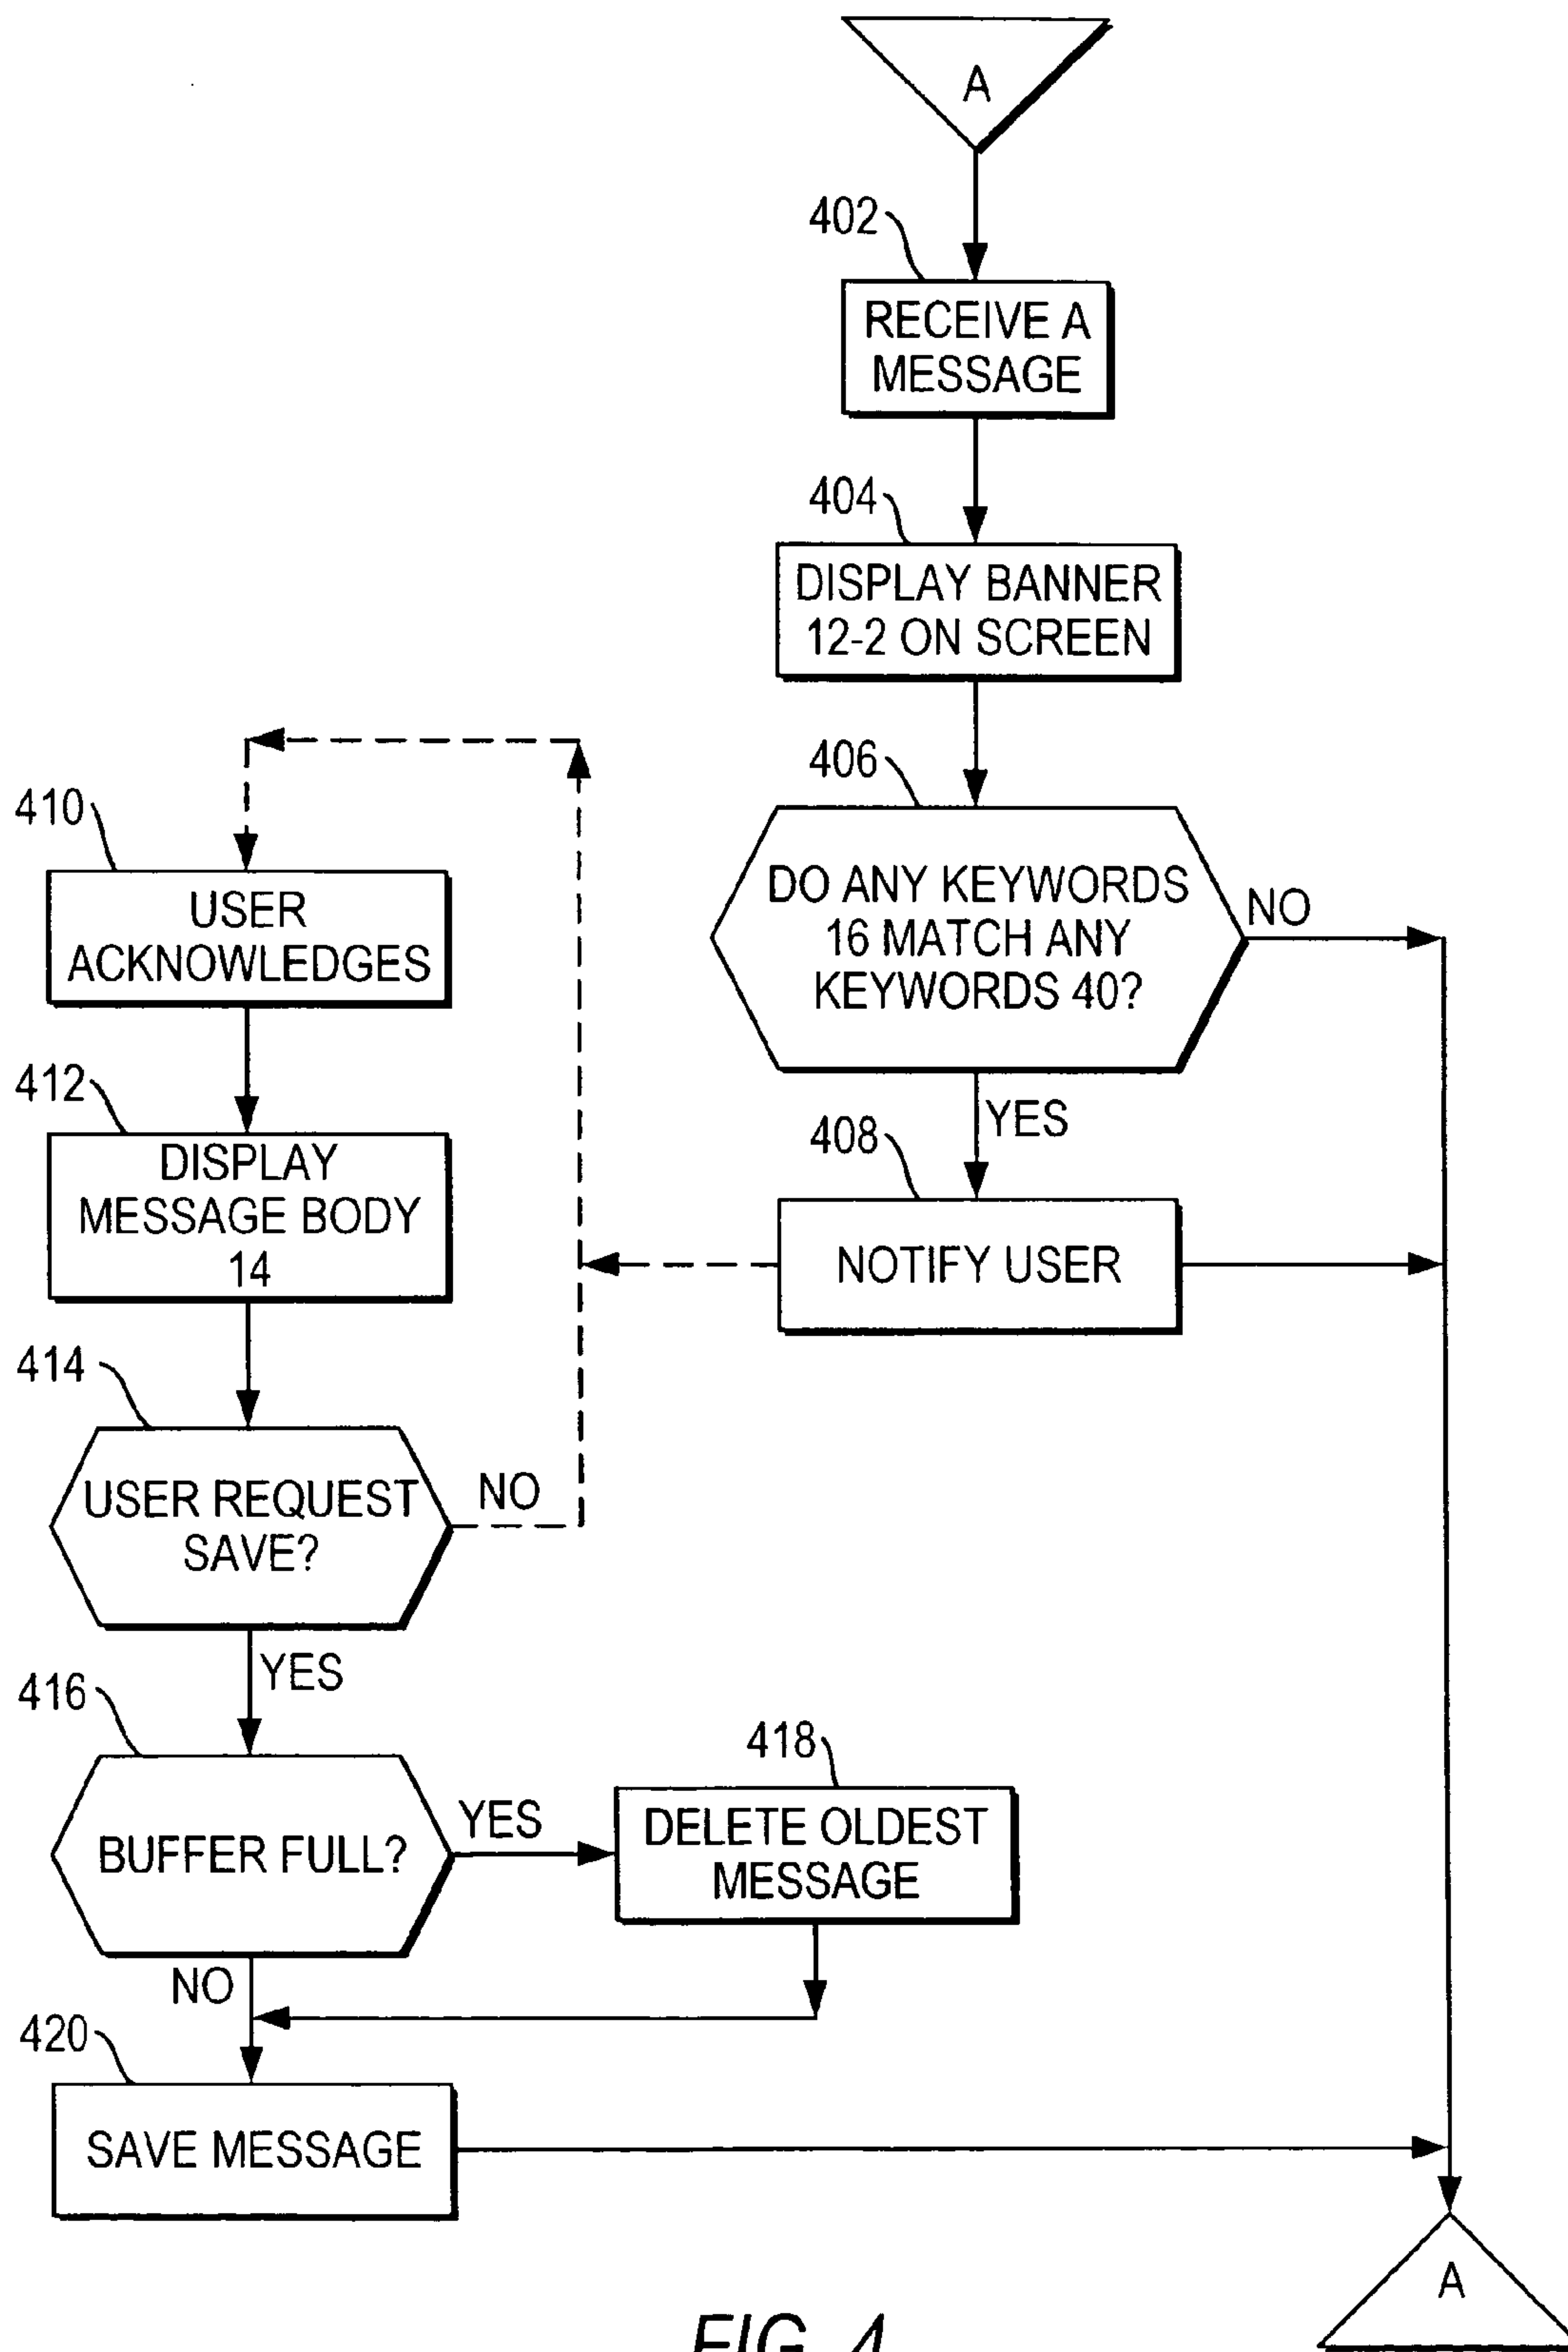 A
402
RECEIVE A
MESSAGE
404
DISPLAY BANNER
12-2 ON SCREEN
406
DO ANY KEYWORDS
16 MATCH ANY
KEYWORDS 40?
NO
YES
408
NOTIFY USER
410
USER
ACKNOWLEDGES
412
DISPLAY
MESSAGE BODY
14
414
USER REQUEST
SAVE?
NO
YES
416
BUFFER FULL?
YES
418
DELETE OLDEST
MESSAGE
NO
420
SAVE MESSAGE
A
FIG. 4